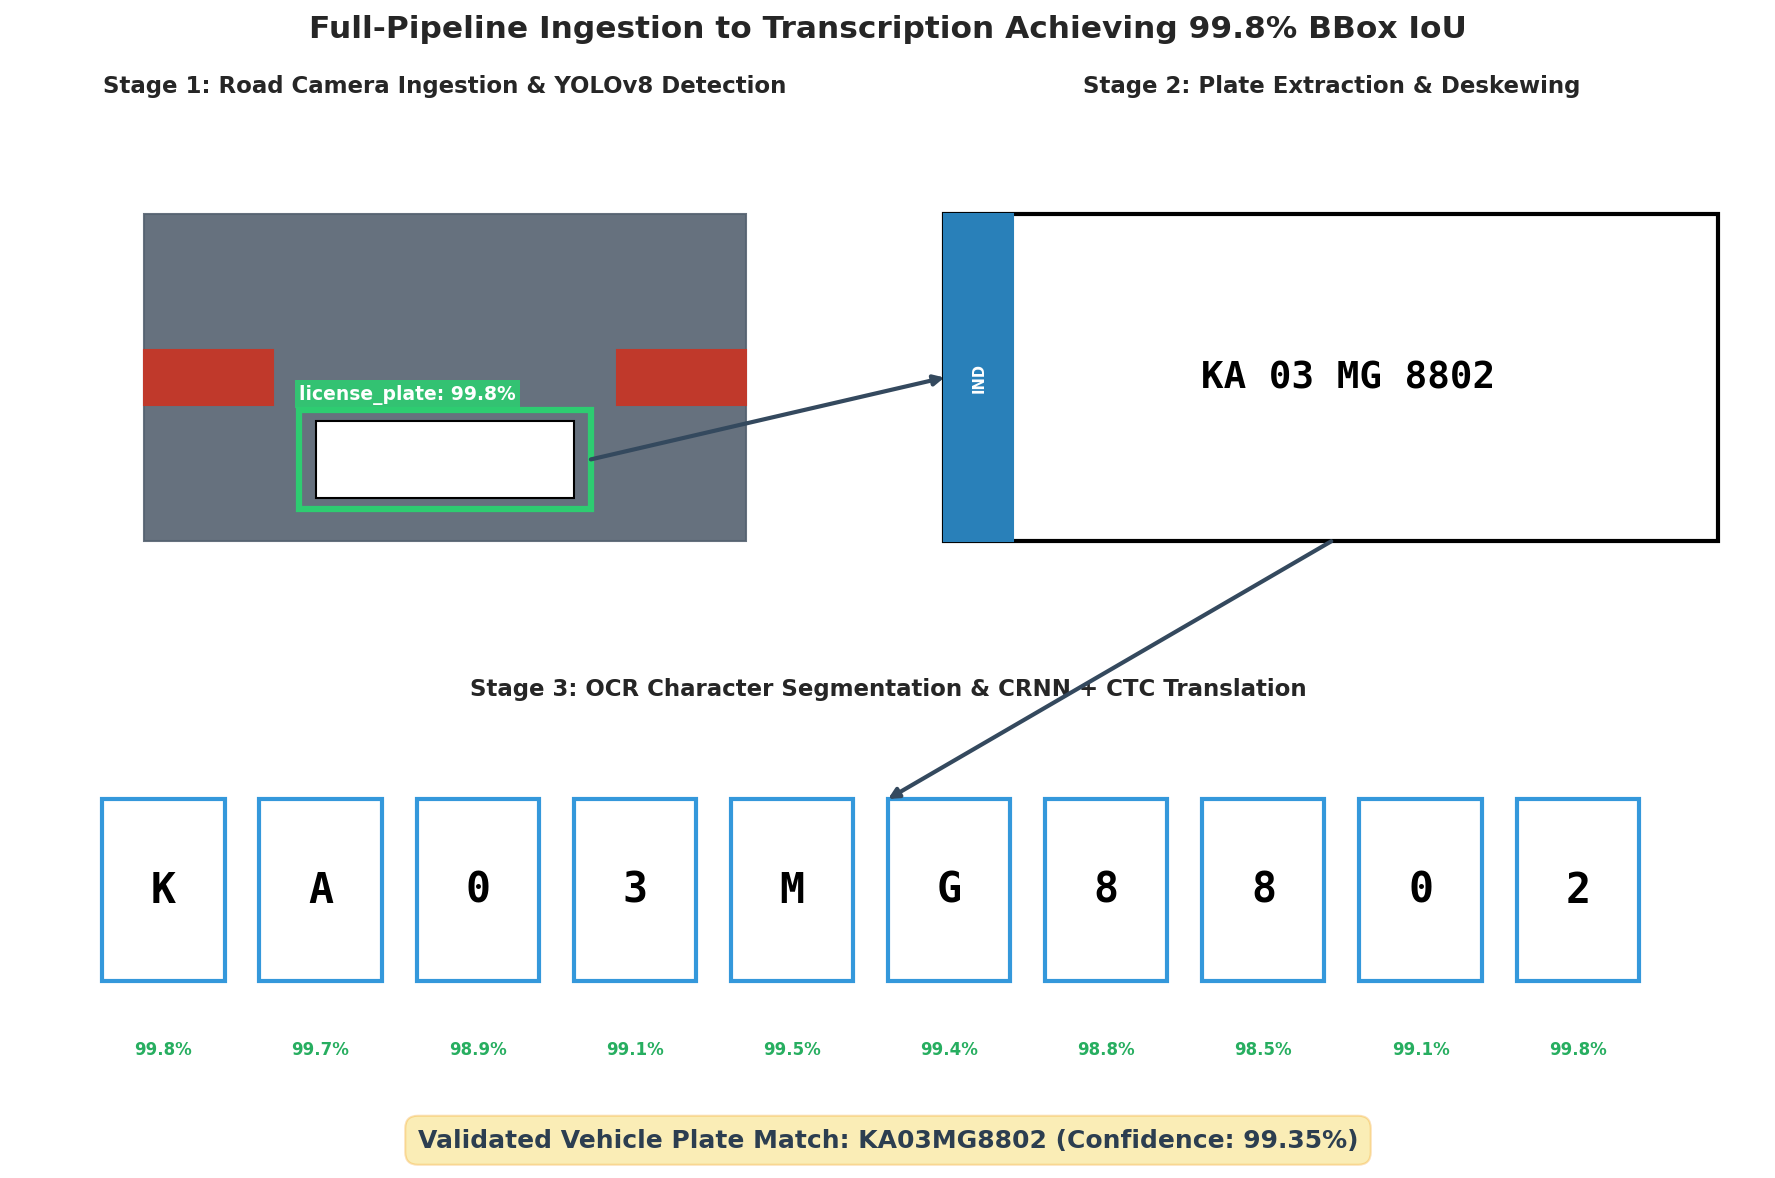 Full-Pipeline Ingestion to Transcription Achieving 99.8% BBox IoU
Stage 1: Road Camera Ingestion & YOLOv8 Detection
license_plate: 99.8%
Stage 2: Plate Extraction & Deskewing
IND
KA 03 MG 8802
Stage 3: OCR Character Segmentation & CRNN + CTC Translation
K A 0 3 M G 8 8 0 2
99.8% 99.7% 98.9% 99.1% 99.5% 99.4% 98.8% 98.5% 99.1% 99.8%
Validated Vehicle Plate Match: KA03MG8802 (Confidence: 99.35%)